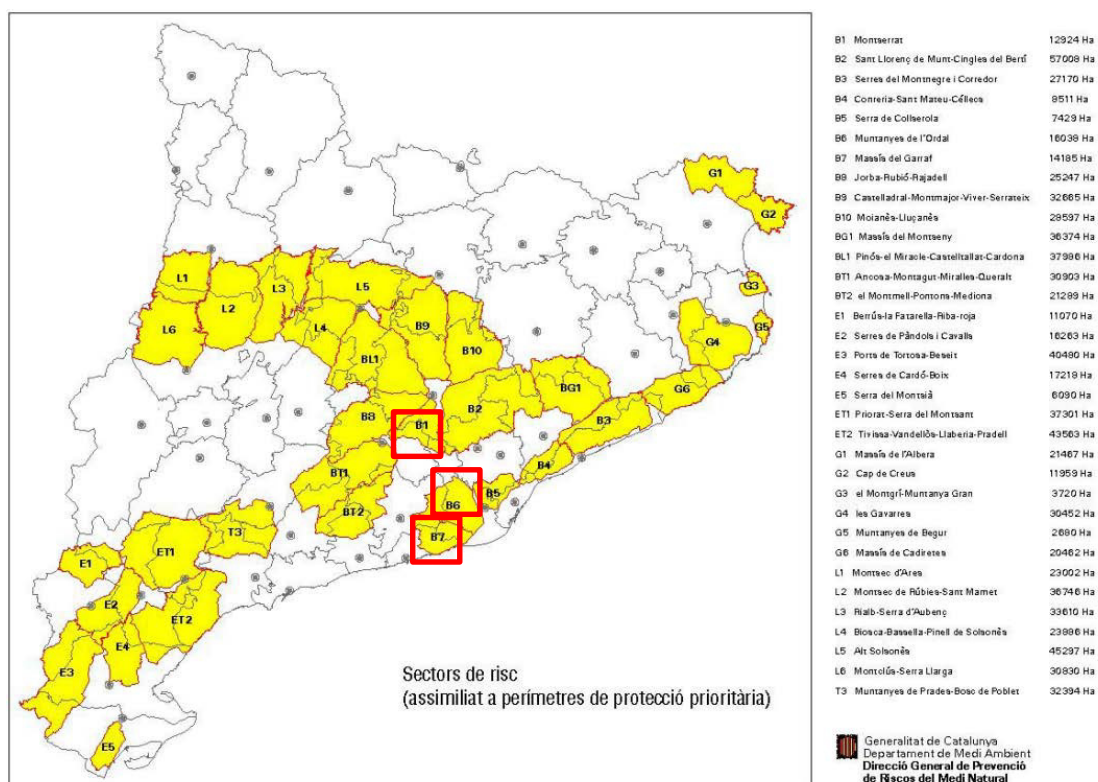 G1
G2
L1
L2
L3
L5
G3
L6
L4
B9
B10
G5
G4
BL1
BG1
G6
B8
B1
B2
B3
BT1
B4
B6
B5
BT2
T3
B7
ET1
E1
E2
ET2
E4
E3
E5
Sectors de risc
(assimiliat a perímetres de protecció prioritària)
B1 Montserrat 12924 Ha
B2 Sant Llorenç de Munt-Cingles del Bertí 57008 Ha
B3 Serres del Montnegre i Corredor 27170 Ha
B4 Conreria-Sant Mateu-Céllecs 8511 Ha
B5 Serra de Collserola 7429 Ha
B6 Muntanyes de l'Ordal 16038 Ha
B7 Massís del Garraf 14185 Ha
B8 Jorba-Rubió-Rajadell 25247 Ha
B9 Castelladral-Montmajor-Viver-Serrateix 32665 Ha
B10 Moianès-Lluçanès 28597 Ha
BG1 Massís del Montseny 36374 Ha
BL1 Pinós-el Miracle-Castelltallat-Cardona 37986 Ha
BT1 Ancosa-Montagut-Miralles-Queralt 30903 Ha
BT2 el Montmell-Pontons-Mediona 21289 Ha
E1 Berrús-la Fatarella-Riba-roja 11070 Ha
E2 Serres de Pàndols i Cavalls 16263 Ha
E3 Ports de Tortosa-Beseit 40480 Ha
E4 Serres de Cardó-Boix 17219 Ha
E5 Serra del Montsià 6090 Ha
ET1 Priorat-Serra del Montsant 37301 Ha
ET2 Tivissa-Vandellòs-Llaberia-Pradell 43563 Ha
G1 Massís de l'Albera 21467 Ha
G2 Cap de Creus 11959 Ha
G3 el Montgrí-Muntanya Gran 3720 Ha
G4 les Gavarres 30452 Ha
G5 Muntanyes de Begur 2680 Ha
G6 Massís de Cadiretes 20462 Ha
L1 Montsec d'Ares 23002 Ha
L2 Montsec de Rúbies-Sant Mamet 36746 Ha
L3 Rialb-Serra d'Aubenç 33610 Ha
L4 Biosca-Bassella-Pinell de Solsonès 23886 Ha
L5 Alt Solsonès 45297 Ha
L6 Montclús-Serra Llarga 30830 Ha
T3 Muntanyes de Prades-Bosc de Poblet 32394 Ha
Generalitat de Catalunya
Departament de Medi Ambient
Direcció General de Prevenció
de Riscos del Medi Natural